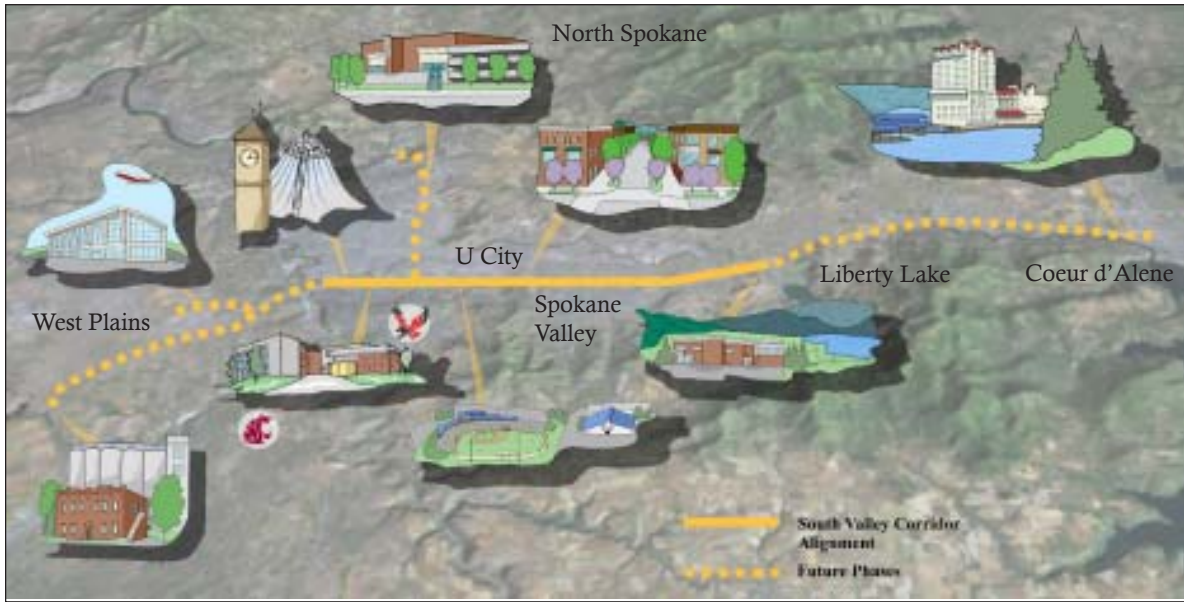 North Spokane
U City
Liberty Lake
Coeur d'Alene
West Plains
Spokane
Valley
South Valley Corridor
Alignment
Future Phases